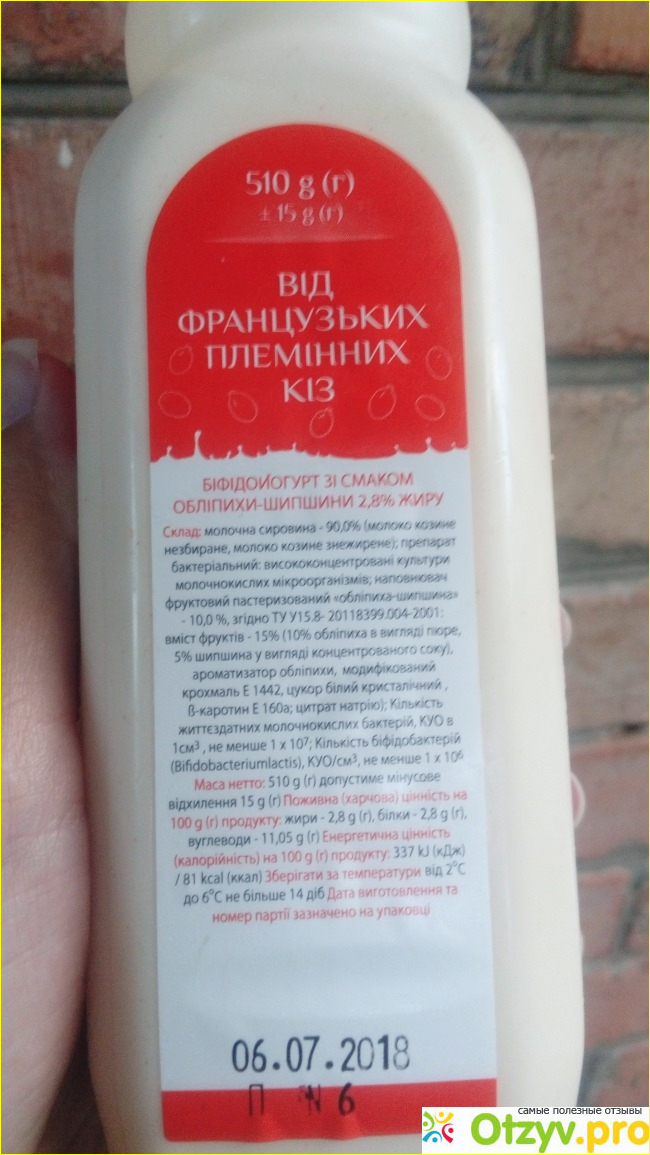 510 g (г)
± 15 g (г)
ВІД
ФРАНЦУЗЬКИХ
ПЛЕМІННИХ
КІЗ
БІФІДОЙОГУРТ ЗІ СМАКОМ
ОБЛІПИХИ-ШИПШИНИ 2,8% ЖИРУ
Склад: молочна сировина - 90,0% (молоко козине
незбиране, молоко козине знежирене); препарат
бактеріальний: висококонцентровані культури
молочнокислих мікроорганізмів; наповнювач
фруктовий пастеризований «обліпиха-шипшина»
- 10,0 %, згідно ТУ У15.8- 20118399.004-2001:
вміст фруктів - 15% (10% обліпиха в вигляді пюре,
5% шипшина у вигляді концентрованого соку),
ароматизатор обліпихи, модифікований
крохмаль Е 1442, цукор білий кристалічний ,
ß-каротин Е 160а; цитрат натрію); Кількість
життєздатних молочнокислих бактерій, КУО в
1см³ , не менше 1 х 10⁷; Кількість біфідобактерій
(Bifidobacteriumlactis), КУО/см³, не менше 1 х 10⁶
Маса нетто: 510 g (г) допустиме мінусове
відхилення 15 g (г) Поживна (харчова) цінність на
100 g (г) продукту: жири - 2,8 g (г), білки - 2,8 g (г),
вуглеводи - 11,05 g (г) Енергетична цінність
(калорійність) на 100 g (г) продукту: 337 kJ (кДж)
/ 81 kcal (ккал) Зберігати за температури від 2°С
до 6°С не більше 14 діб Дата виготовлення та
номер партії зазначено на упаковці
06.07.2018
П N 6
самые полезные отзывы
Otzyv.pro